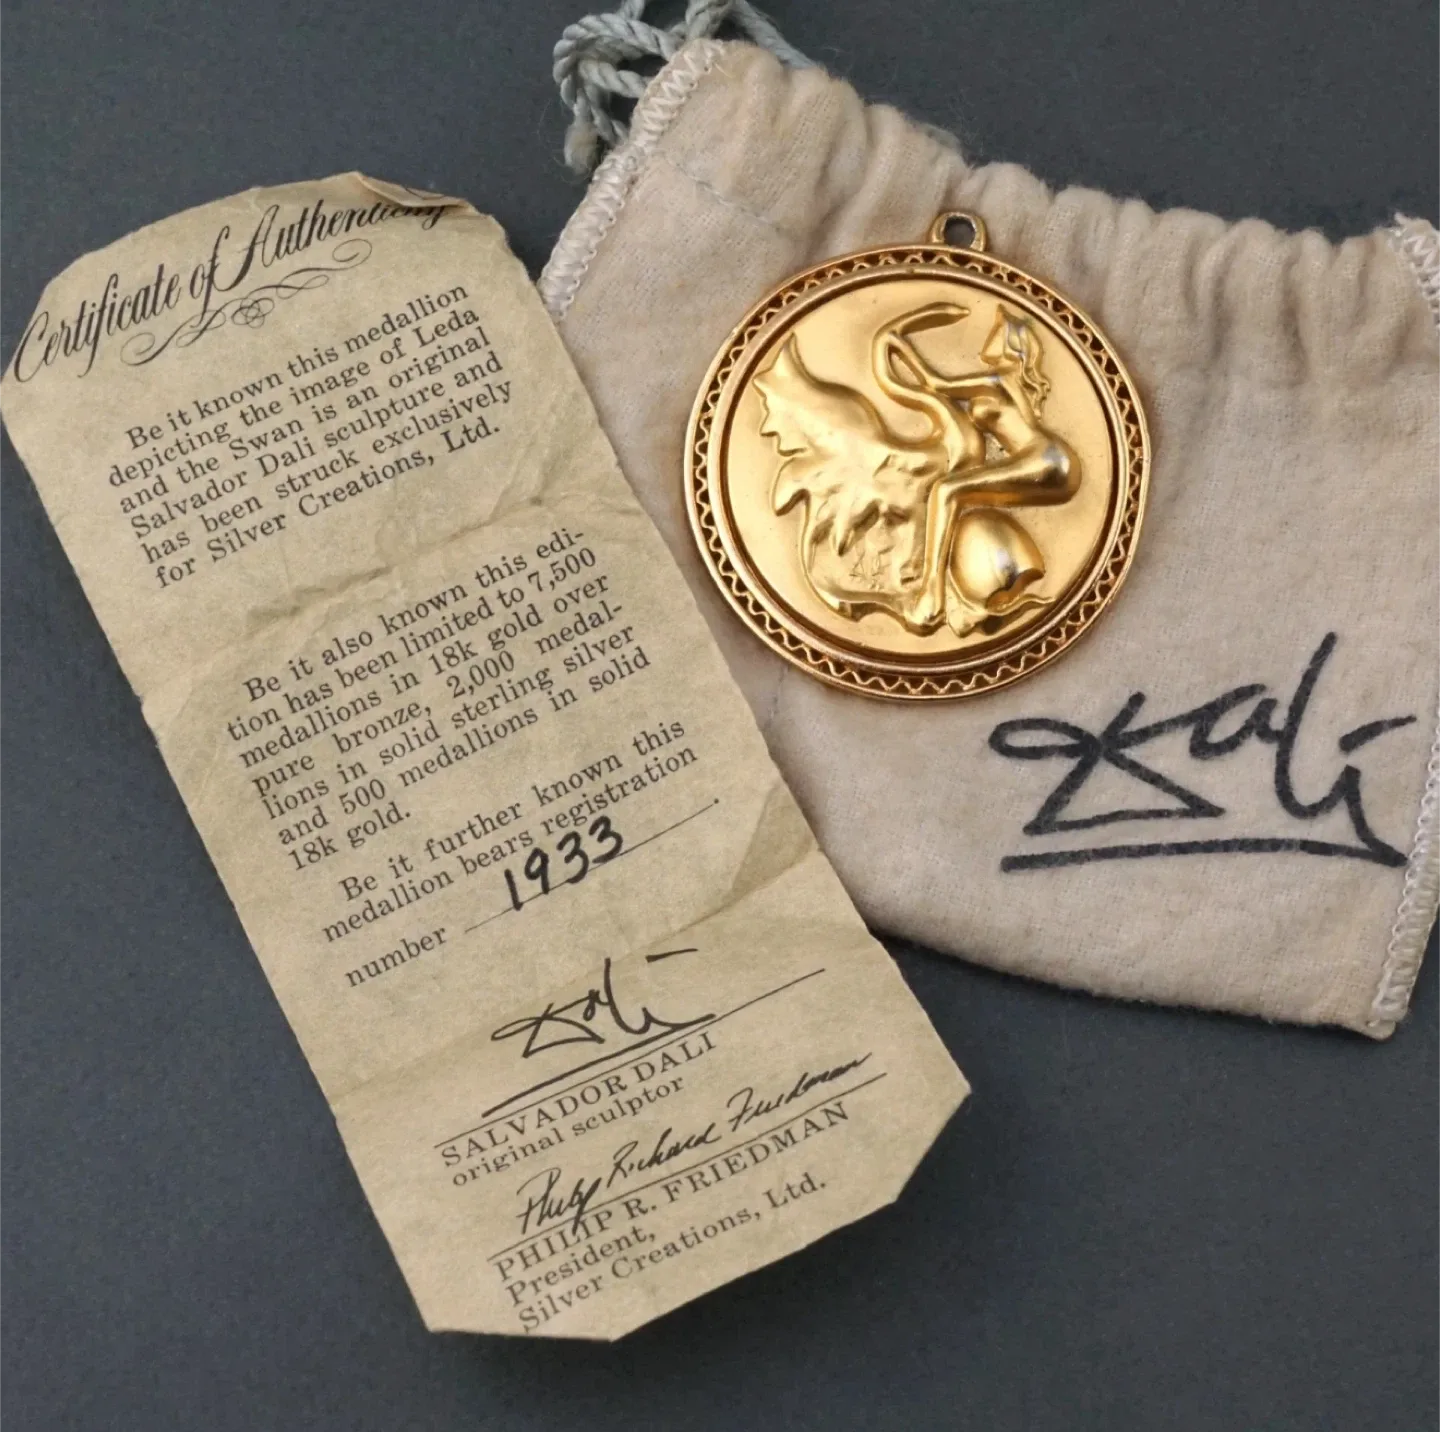 Certificate of Authenticity
Be it known this medallion
depicting the image of Leda
and the Swan is an original
Salvador Dali sculpture and
has been struck exclusively
for Silver Creations, Ltd.
Be it also known this edi-
tion has been limited to 7,500
medallions in 18k gold over
pure bronze, 2,000 medal-
lions in solid sterling silver
and 500 medallions in solid
18k gold.
Be it further known this
medallion bears registration
number 1933.
Dali
SALVADOR DALI
original sculptor
Philip Richard Friedman
PHILIP R. FRIEDMAN
President,
Silver Creations, Ltd.
Dali